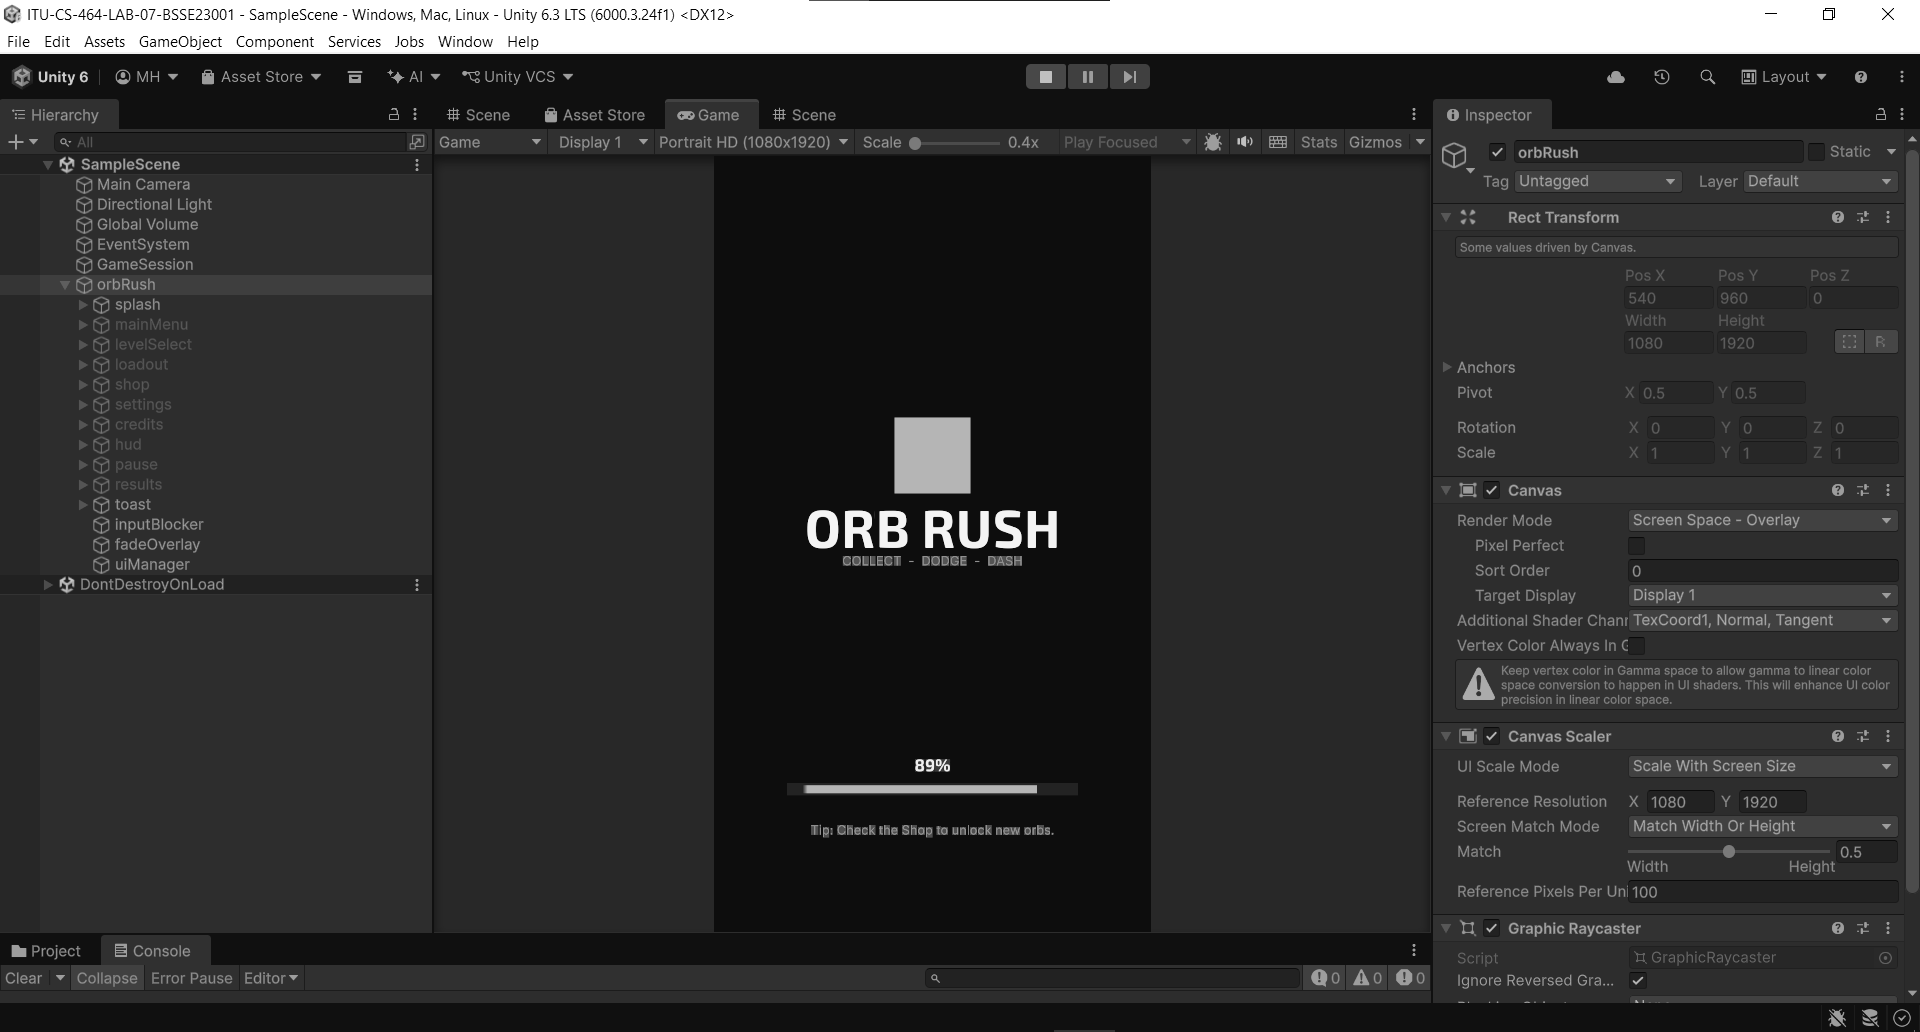 ITU-CS-464-LAB-07-BSSE23001 - SampleScene - Windows, Mac, Linux - Unity 6.3 LTS (6000.3.24f1) <DX12>
File Edit Assets GameObject Component Services Jobs Window Help
Unity 6 MH Asset Store AI Unity VCS Layout
Hierarchy
All
SampleScene
Main Camera
Directional Light
Global Volume
EventSystem
GameSession
orbRush
splash
mainMenu
levelSelect
loadout
shop
settings
credits
hud
pause
results
toast
inputBlocker
fadeOverlay
uiManager
DontDestroyOnLoad
Scene Asset Store Game Scene
Game Display 1 Portrait HD (1080x1920) Scale 0.4x Play Focused Stats Gizmos
ORB RUSH
COLLECT - DODGE - DASH
89%
Tip: Check the Shop to unlock new orbs.
Inspector
orbRush Static
Tag Untagged Layer Default
Rect Transform
Some values driven by Canvas.
Pos X Pos Y Pos Z
540 960 0
Width Height
1080 1920 R
Anchors
Pivot X 0.5 Y 0.5
Rotation X 0 Y 0 Z 0
Scale X 1 Y 1 Z 1
Canvas
Render Mode Screen Space - Overlay
Pixel Perfect
Sort Order 0
Target Display Display 1
Additional Shader Chann TexCoord1, Normal, Tangent
Vertex Color Always In G
Keep vertex color in Gamma space to allow gamma to linear color
space conversion to happen in UI shaders. This will enhance UI color
precision in linear color space.
Canvas Scaler
UI Scale Mode Scale With Screen Size
Reference Resolution X 1080 Y 1920
Screen Match Mode Match Width Or Height
Match 0.5
Width Height
Reference Pixels Per Uni 100
Graphic Raycaster
Script GraphicRaycaster
Ignore Reversed Gra...
Project Console
Clear Collapse Error Pause Editor 0 0 0